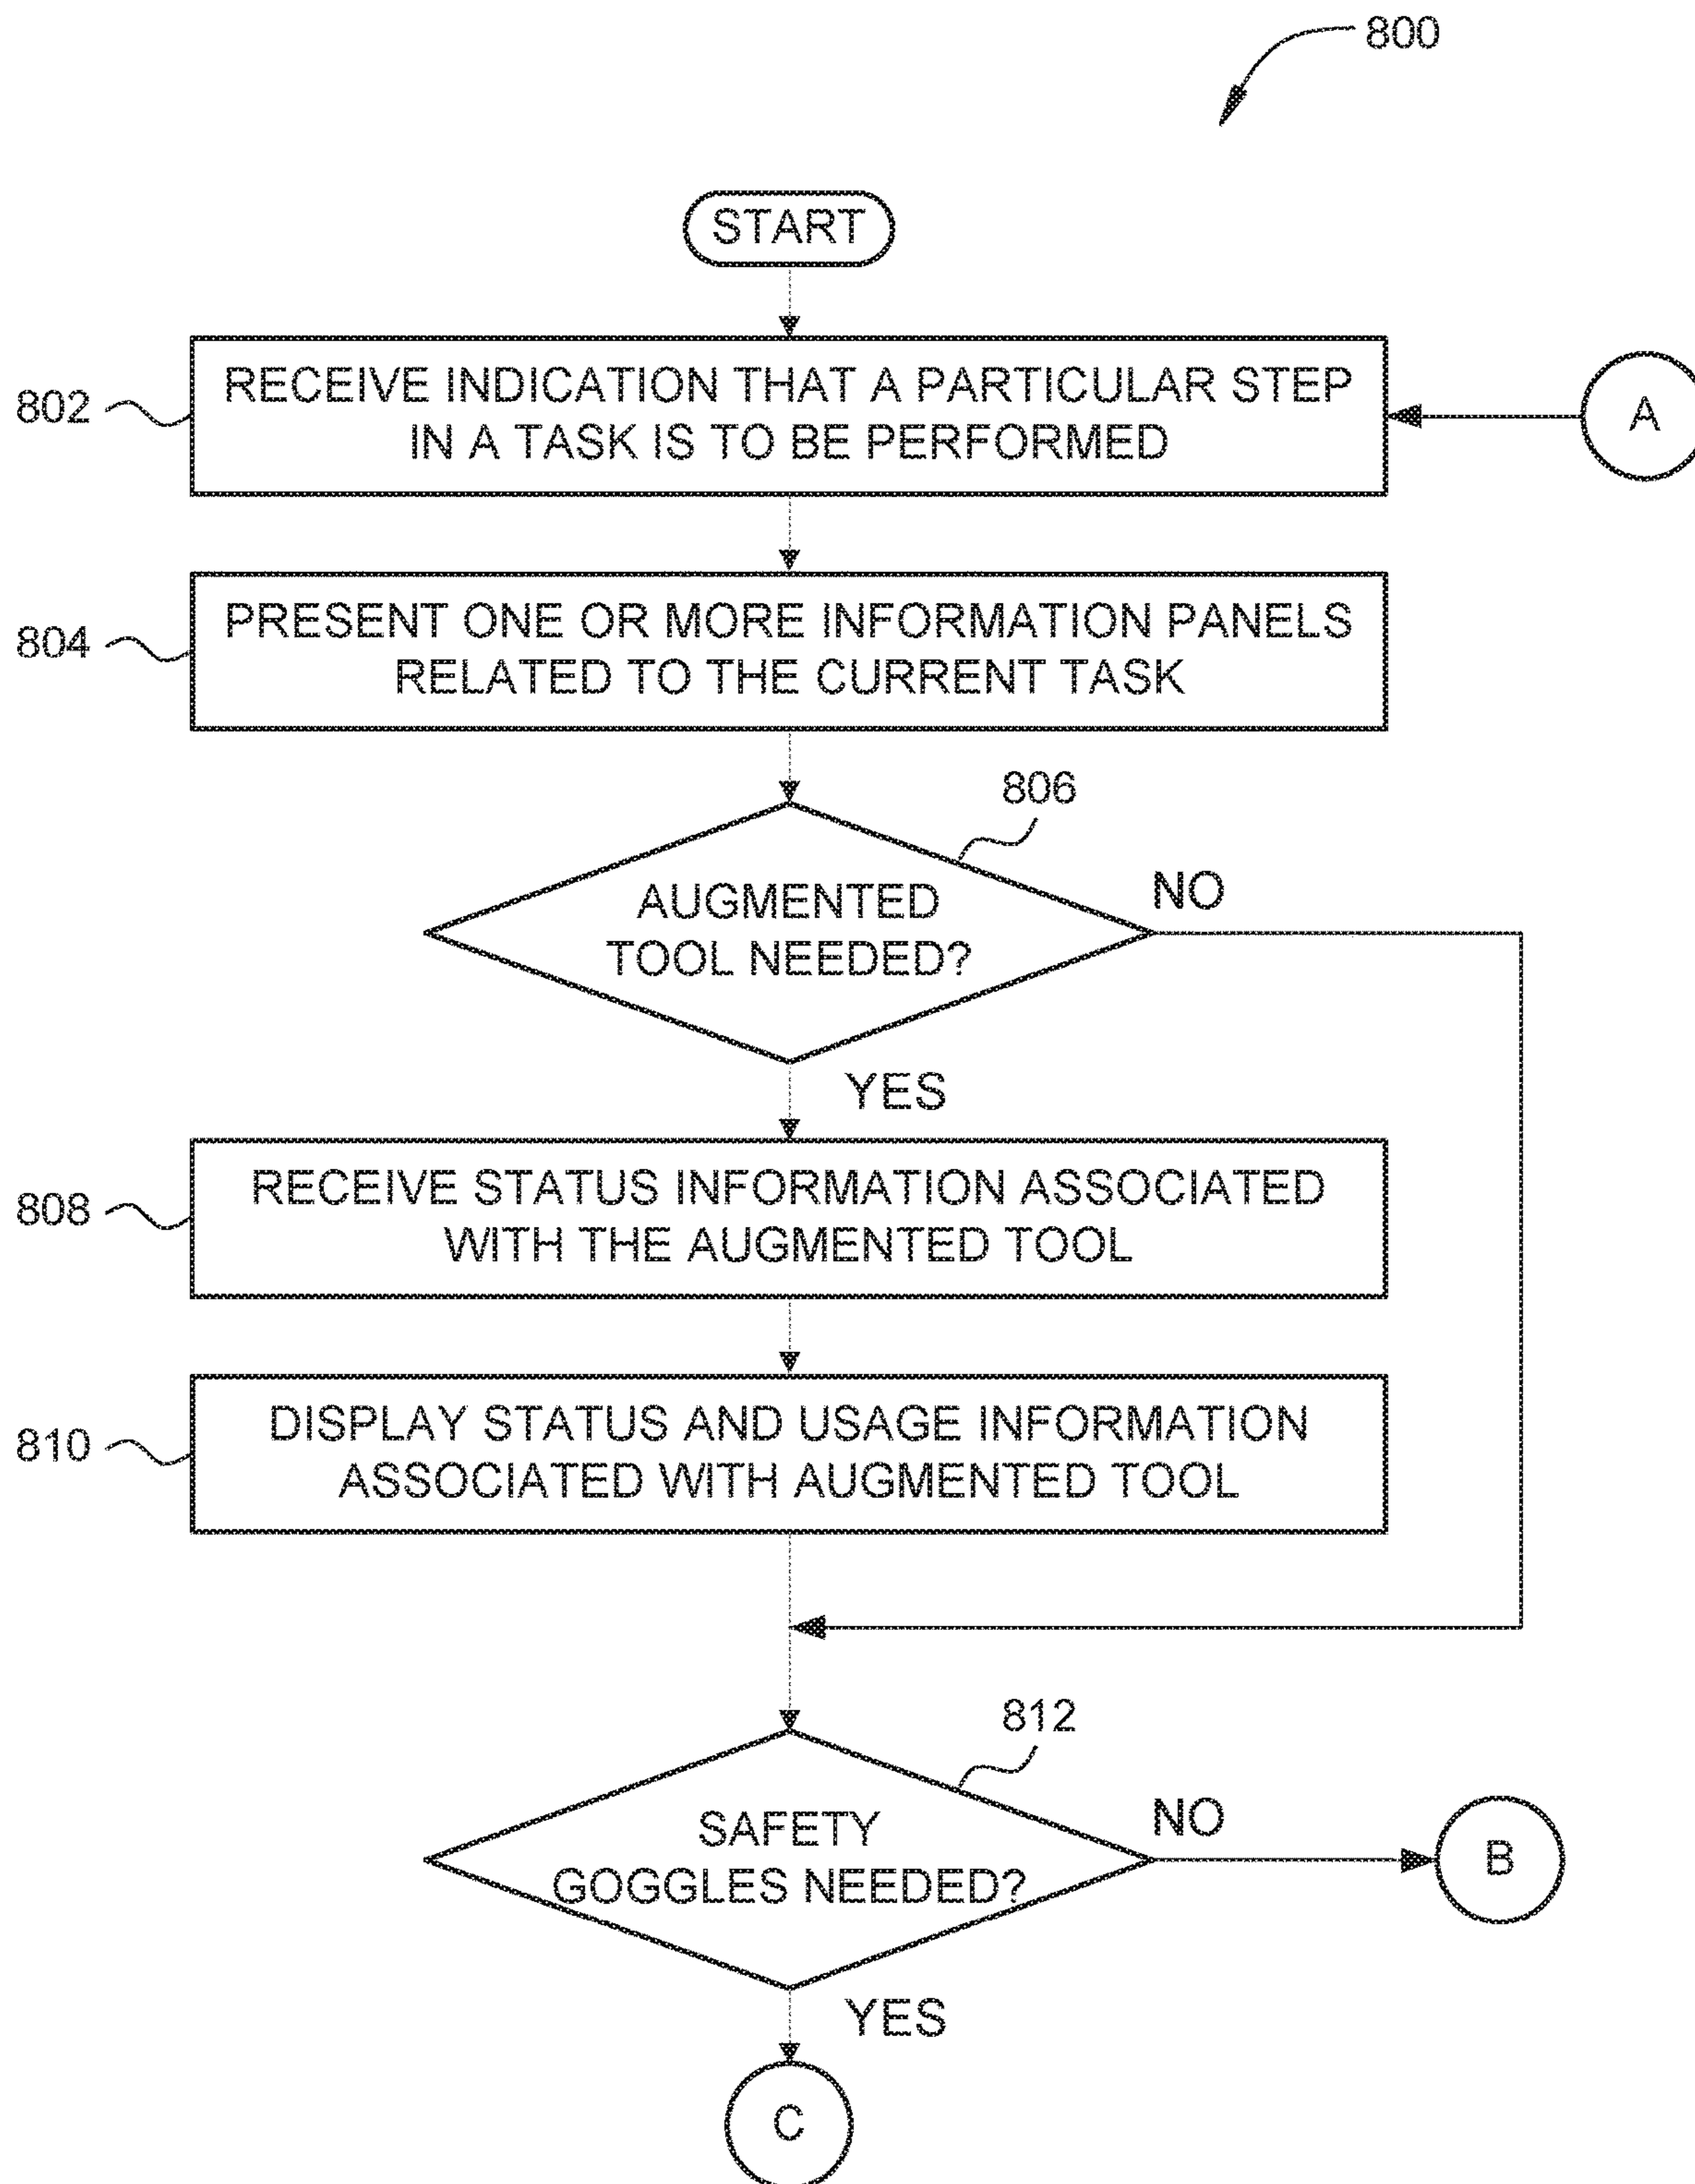 800
START
802
RECEIVE INDICATION THAT A PARTICULAR STEP
IN A TASK IS TO BE PERFORMED
A
804
PRESENT ONE OR MORE INFORMATION PANELS
RELATED TO THE CURRENT TASK
806
AUGMENTED
TOOL NEEDED?
NO
YES
808
RECEIVE STATUS INFORMATION ASSOCIATED
WITH THE AUGMENTED TOOL
810
DISPLAY STATUS AND USAGE INFORMATION
ASSOCIATED WITH AUGMENTED TOOL
812
SAFETY
GOGGLES NEEDED?
NO
B
YES
C